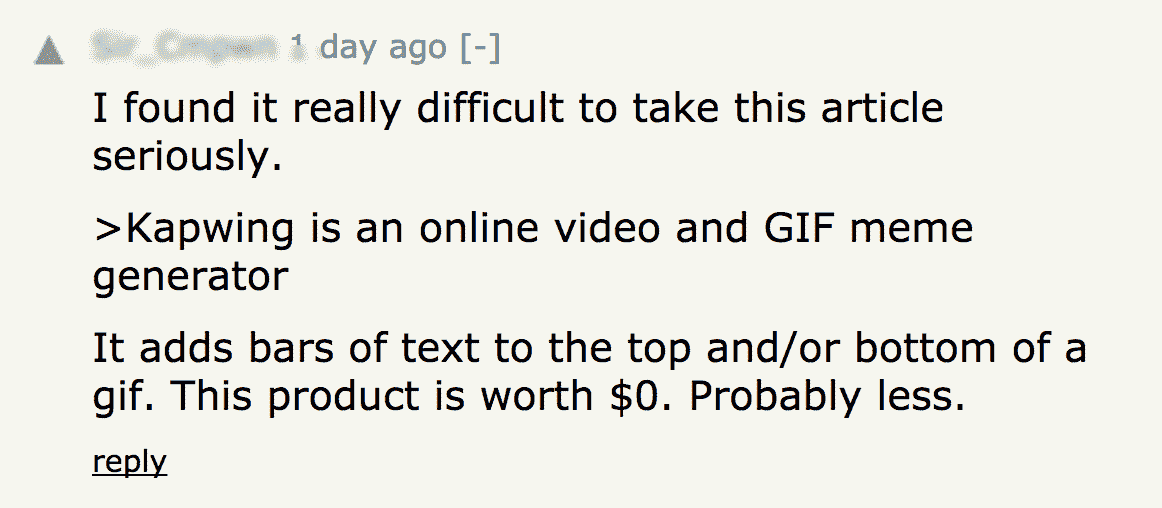 1 day ago [-]
I found it really difficult to take this article
seriously.
>Kapwing is an online video and GIF meme
generator
It adds bars of text to the top and/or bottom of a
gif. This product is worth $0. Probably less.
reply